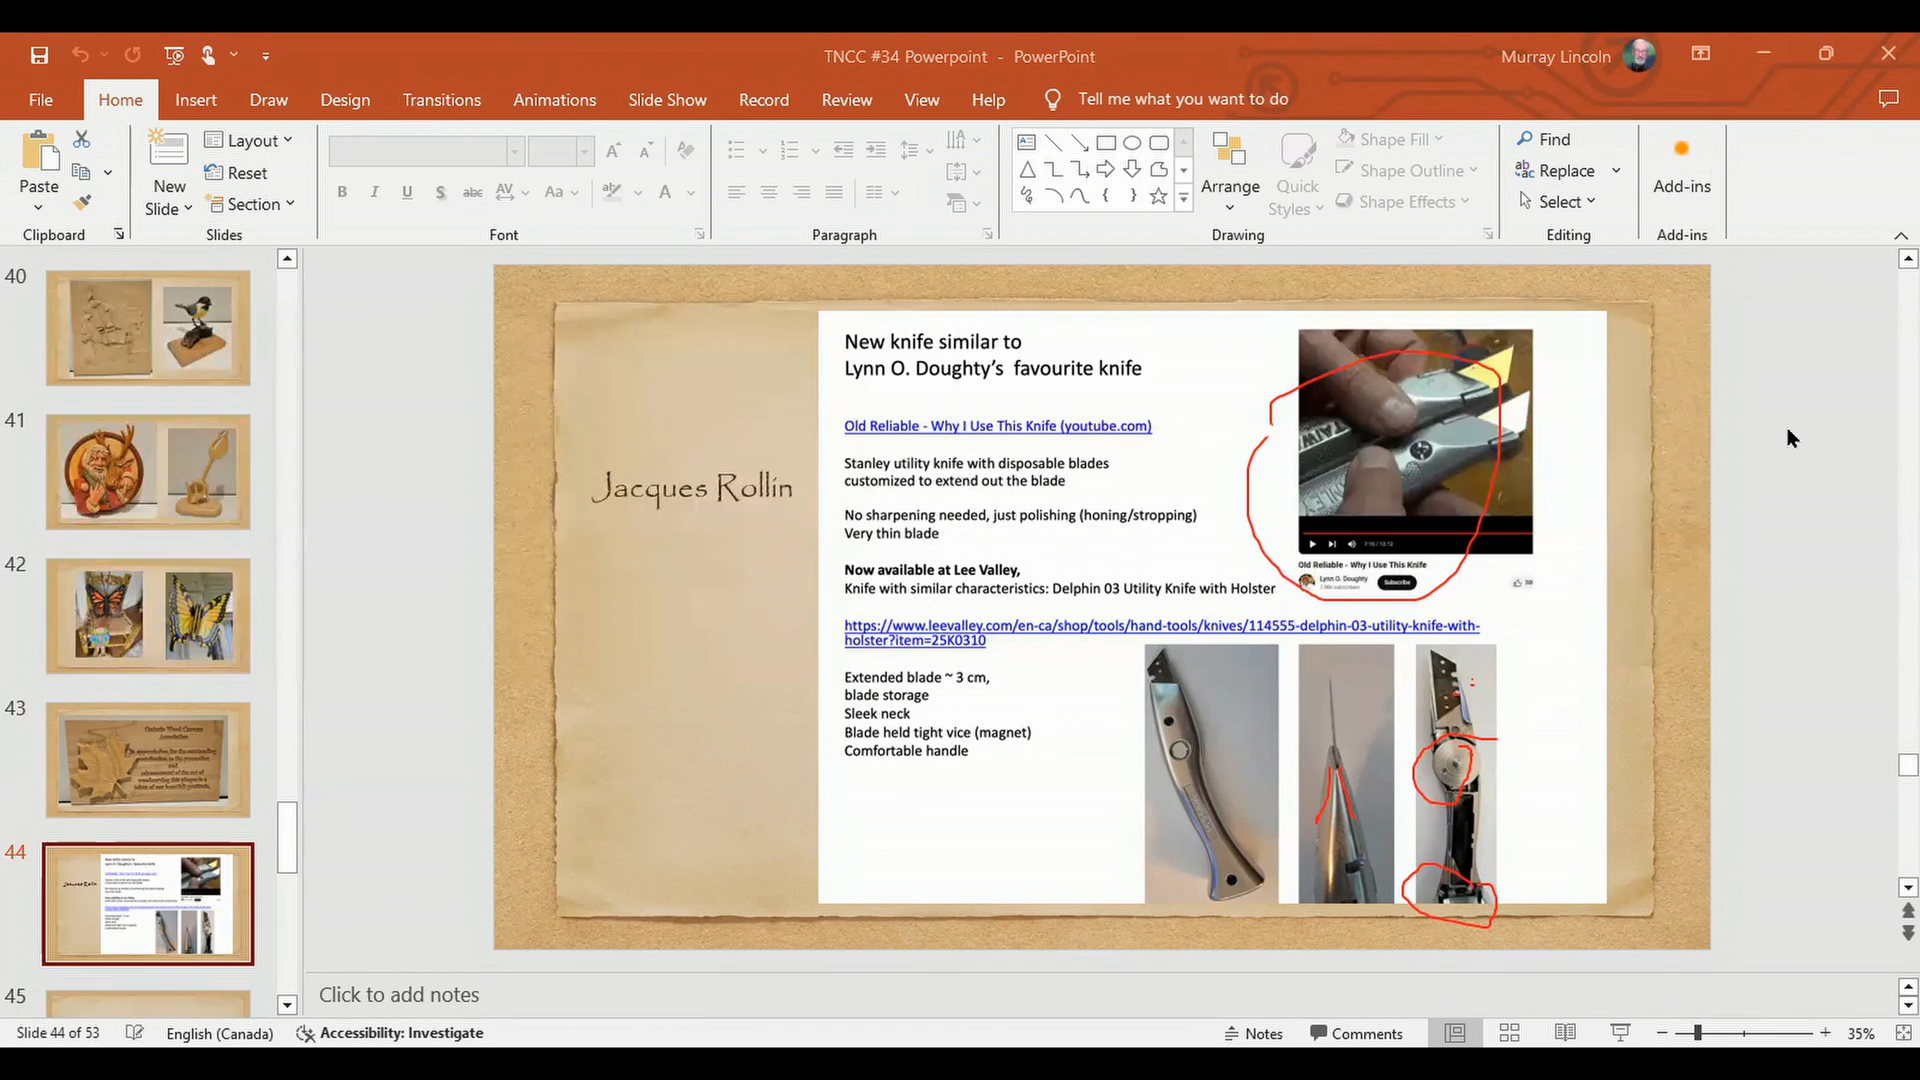 TNCC #34 Powerpoint - PowerPoint
Murray Lincoln
File
Home
Insert
Draw
Design
Transitions
Animations
Slide Show
Record
Review
View
Help
Tell me what you want to do
Paste
New
Slide
Layout
Reset
Section
Shape Fill
Shape Outline
Shape Effects
Arrange
Quick
Styles
Find
Replace
Select
Add-ins
Clipboard
Slides
Font
Paragraph
Drawing
Editing
Add-ins
40
41
42
43
44
45
Ontario Wood Carvers
Association
Jacques Rollin
New knife similar to
Lynn O. Doughty's favourite knife
Old Reliable - Why I Use This Knife (youtube.com)
Stanley utility knife with disposable blades
customized to extend out the blade
No sharpening needed, just polishing (honing/stropping)
Very thin blade
Now available at Lee Valley,
Knife with similar characteristics: Delphin 03 Utility Knife with Holster
https://www.leevalley.com/en-ca/shop/tools/hand-tools/knives/114555-delphin-03-utility-knife-with-
holster?item=25K0310
Extended blade ~ 3 cm,
blade storage
Sleek neck
Blade held tight vice (magnet)
Comfortable handle
TAIWA
Old Reliable - Why I Use This Knife
Lynn O. Doughty
Subscribe
Click to add notes
Slide 44 of 53
English (Canada)
Accessibility: Investigate
Notes
Comments
35%